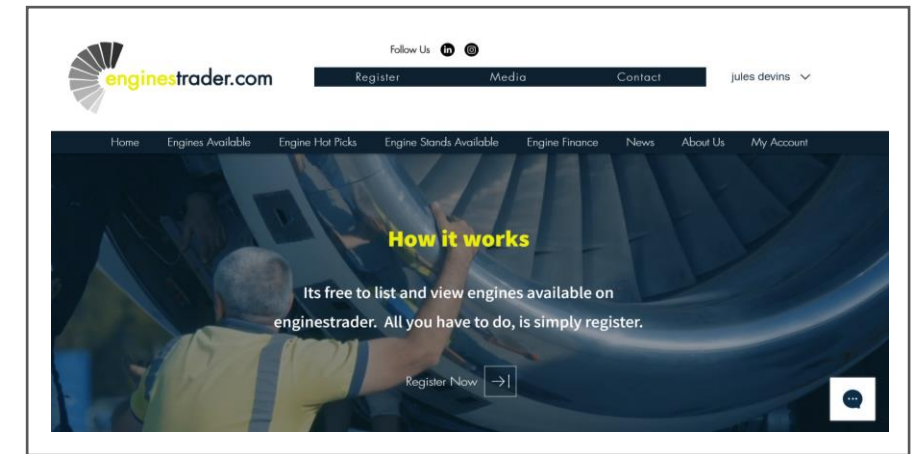 Follow Us
enginestrader.com
Register Media Contact
jules devins
Home Engines Available Engine Hot Picks Engine Stands Available Engine Finance News About Us My Account
How it works
Its free to list and view engines available on
enginestrader. All you have to do, is simply register.
Register Now